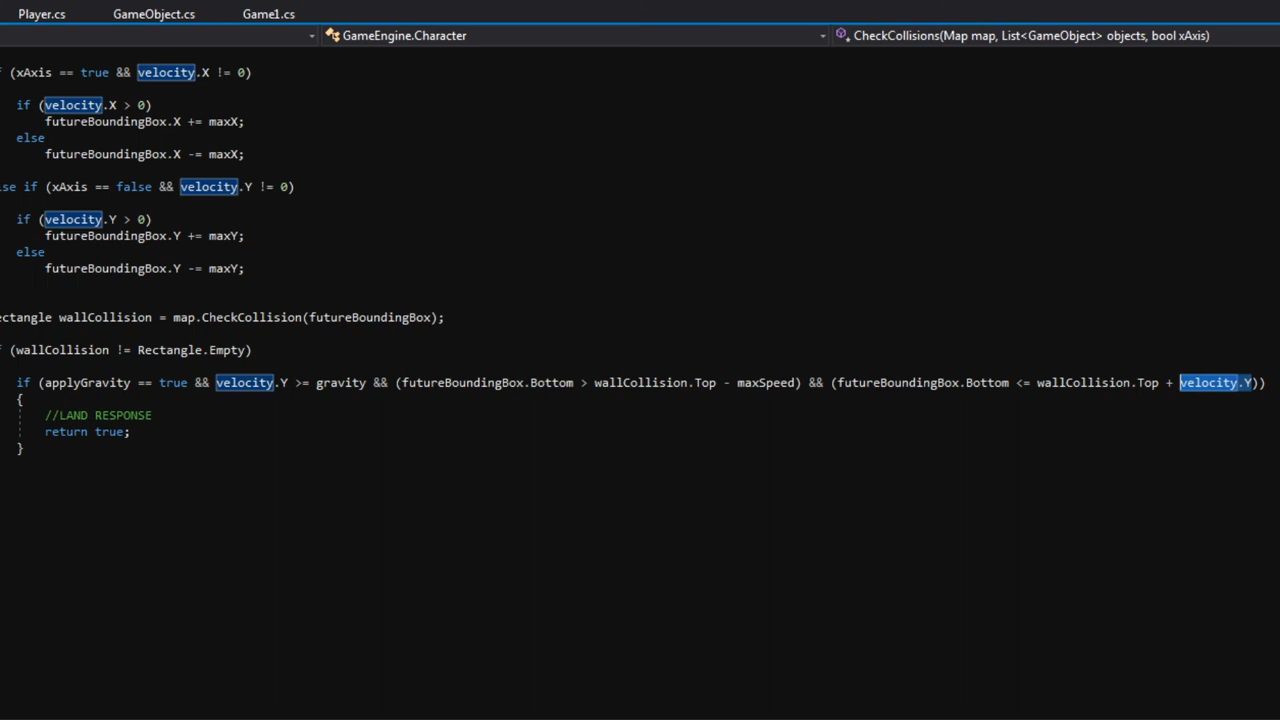 Player.cs GameObject.cs Game1.cs
GameEngine.Character CheckCollisions(Map map, List<GameObject> objects, bool xAxis)
f (xAxis == true && velocity.X != 0)
if (velocity.X > 0)
futureBoundingBox.X += maxX;
else
futureBoundingBox.X -= maxX;
se if (xAxis == false && velocity.Y != 0)
if (velocity.Y > 0)
futureBoundingBox.Y += maxY;
else
futureBoundingBox.Y -= maxY;
ectangle wallCollision = map.CheckCollision(futureBoundingBox);
f (wallCollision != Rectangle.Empty)
if (applyGravity == true && velocity.Y >= gravity && (futureBoundingBox.Bottom > wallCollision.Top - maxSpeed) && (futureBoundingBox.Bottom <= wallCollision.Top + velocity.Y))
{
//LAND RESPONSE
return true;
}